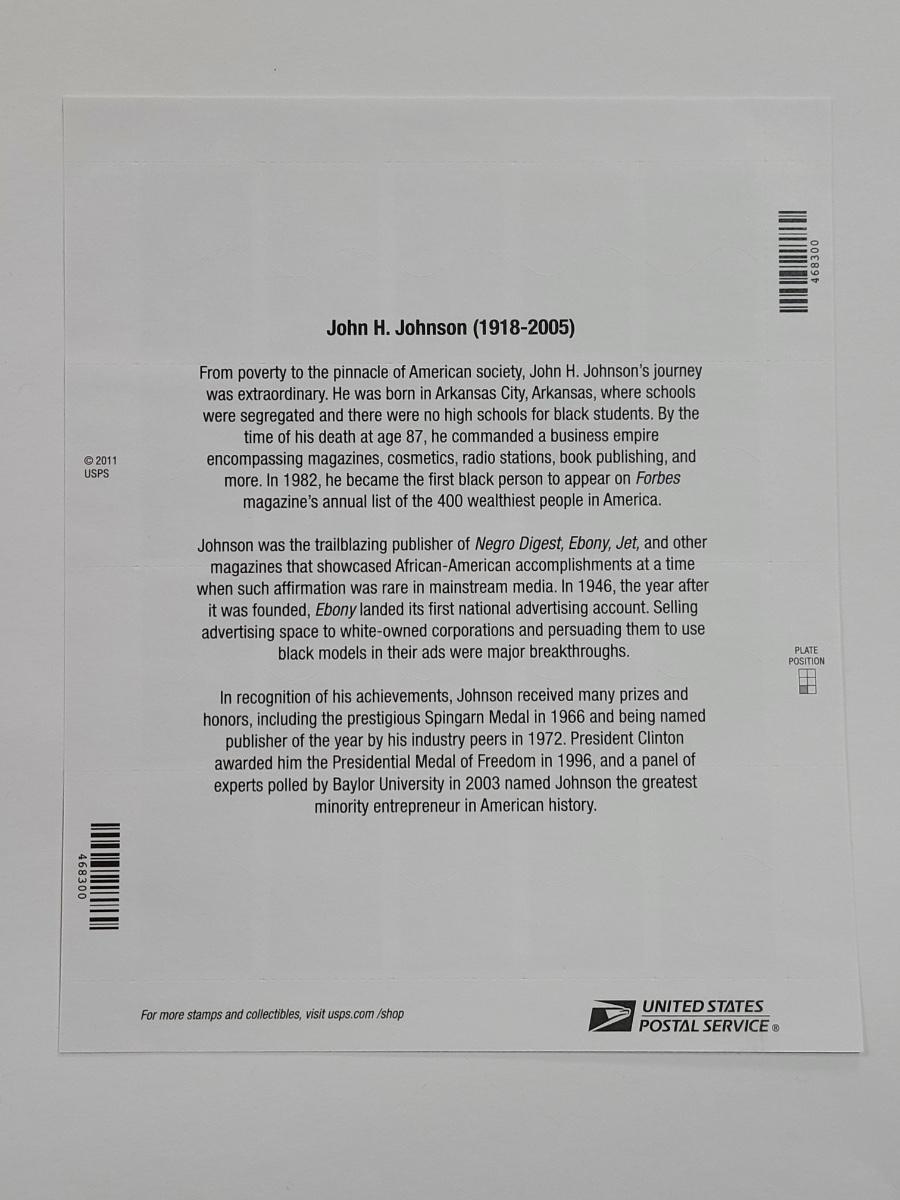 468300
John H. Johnson (1918-2005)
From poverty to the pinnacle of American society, John H. Johnson's journey
was extraordinary. He was born in Arkansas City, Arkansas, where schools
were segregated and there were no high schools for black students. By the
time of his death at age 87, he commanded a business empire
encompassing magazines, cosmetics, radio stations, book publishing, and
more. In 1982, he became the first black person to appear on Forbes
magazine's annual list of the 400 wealthiest people in America.
© 2011
USPS
Johnson was the trailblazing publisher of Negro Digest, Ebony, Jet, and other
magazines that showcased African-American accomplishments at a time
when such affirmation was rare in mainstream media. In 1946, the year after
it was founded, Ebony landed its first national advertising account. Selling
advertising space to white-owned corporations and persuading them to use
black models in their ads were major breakthroughs.
PLATE
POSITION
In recognition of his achievements, Johnson received many prizes and
honors, including the prestigious Spingarn Medal in 1966 and being named
publisher of the year by his industry peers in 1972. President Clinton
awarded him the Presidential Medal of Freedom in 1996, and a panel of
experts polled by Baylor University in 2003 named Johnson the greatest
minority entrepreneur in American history.
468300
For more stamps and collectibles, visit usps.com /shop
UNITED STATES
POSTAL SERVICE ®